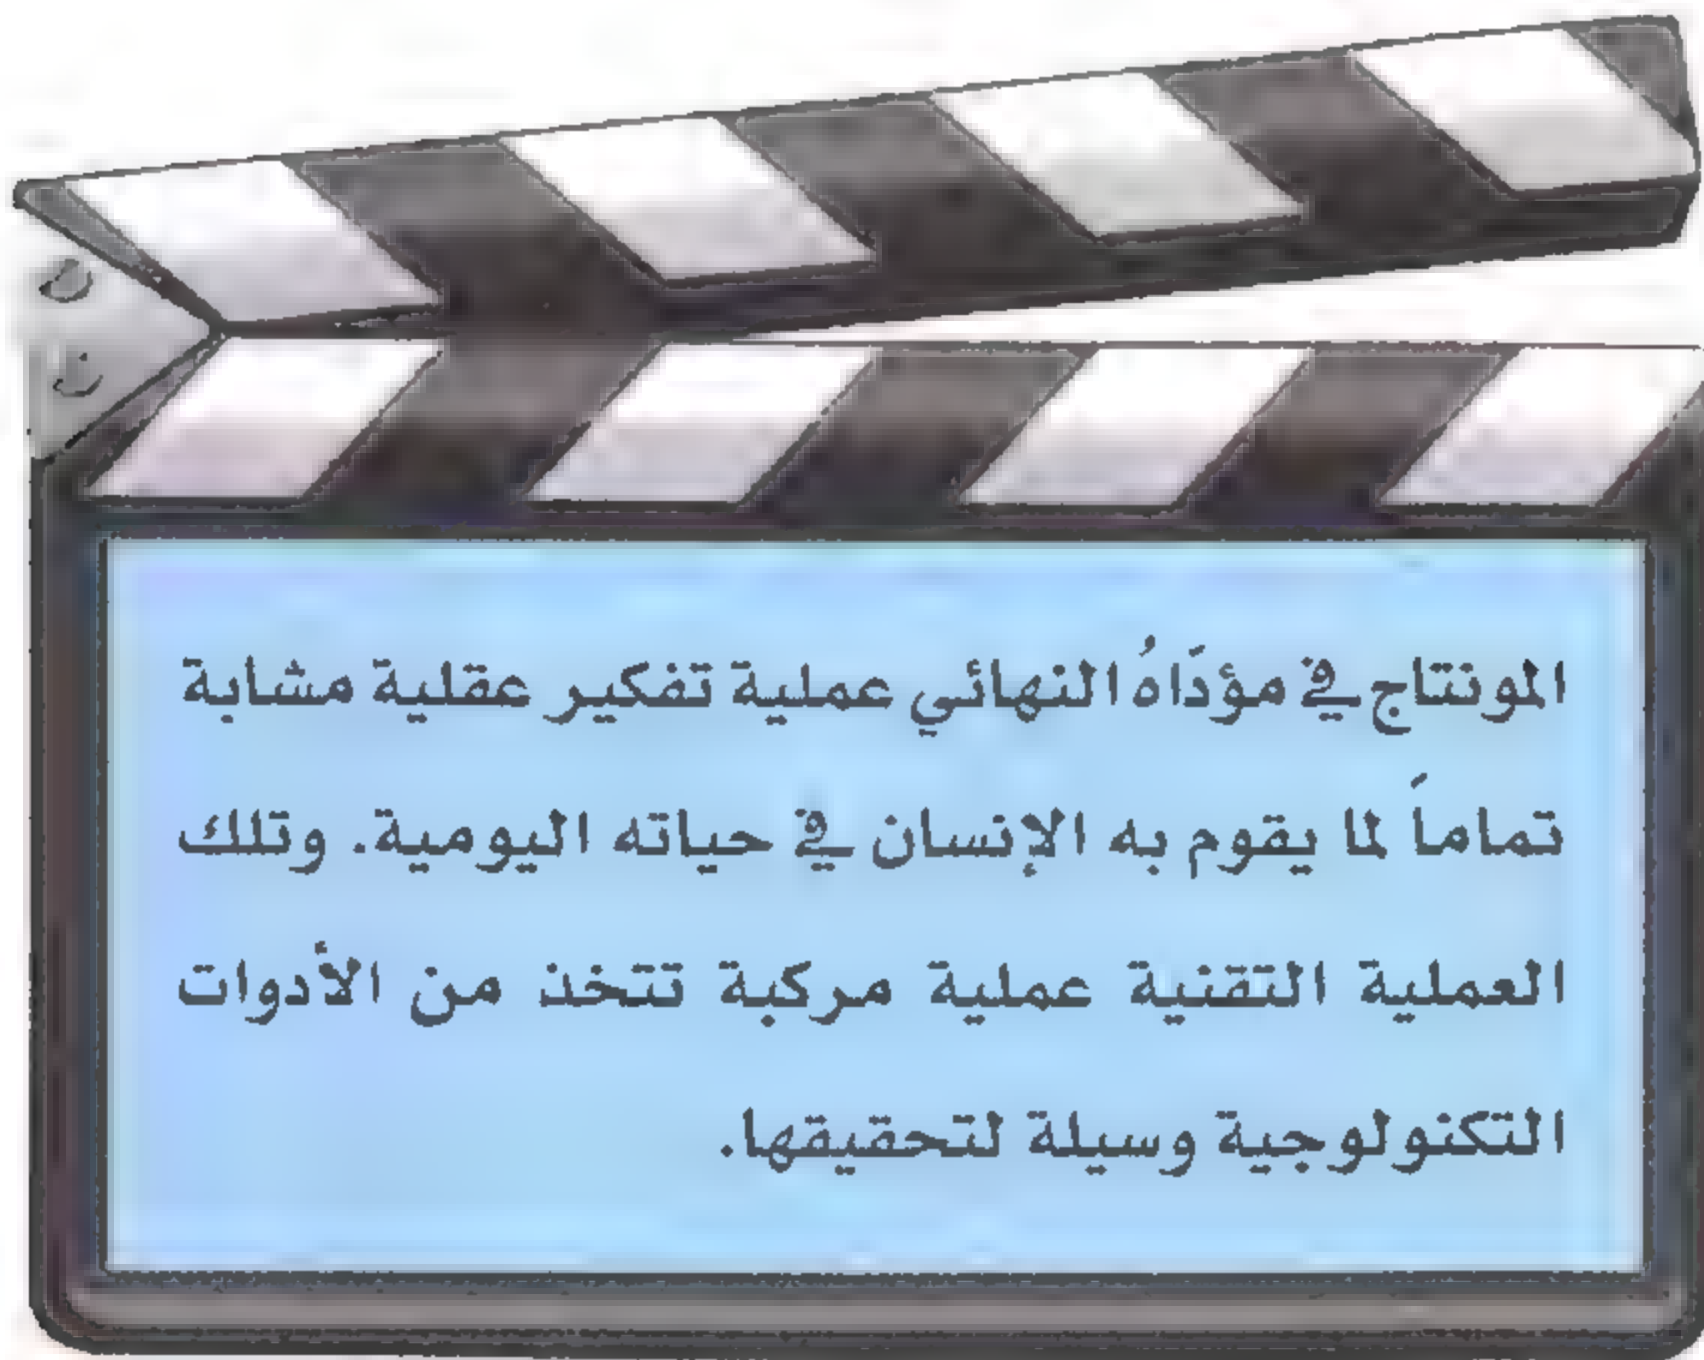 المونتاج في مؤدَاهُ النهائي عملية تفكير عقلية مشابة
تماماً لما يقوم به الإنسان في حياته اليومية. وتلك
العملية التقنية عملية مركبة تتخذ من الأدوات
التكنولوجية وسيلة لتحقيقها.